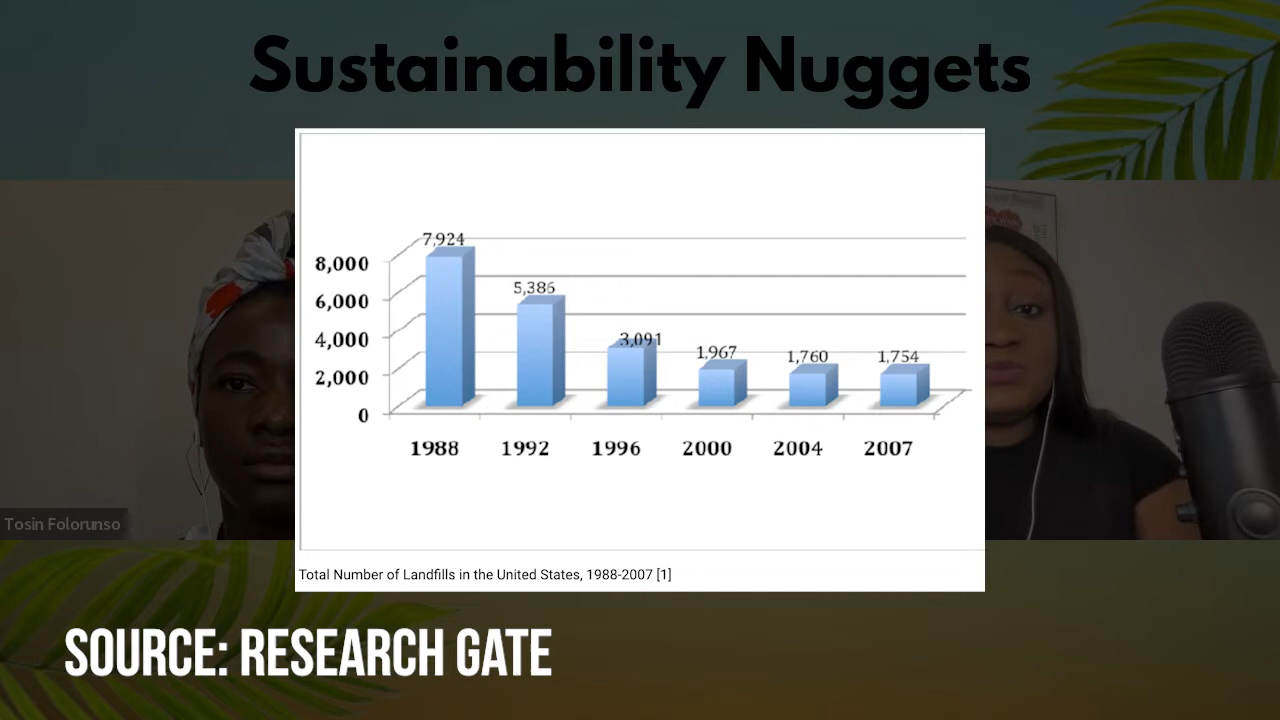 Sustainability Nuggets
7,924
8,000
5,386
6,000
3,091
4,000
1,967
1,760
1,754
2,000
0
1988 1992 1996 2000 2004 2007
Tosin Folorunso
Total Number of Landfills in the United States, 1988-2007 [1]
SOURCE: RESEARCH GATE